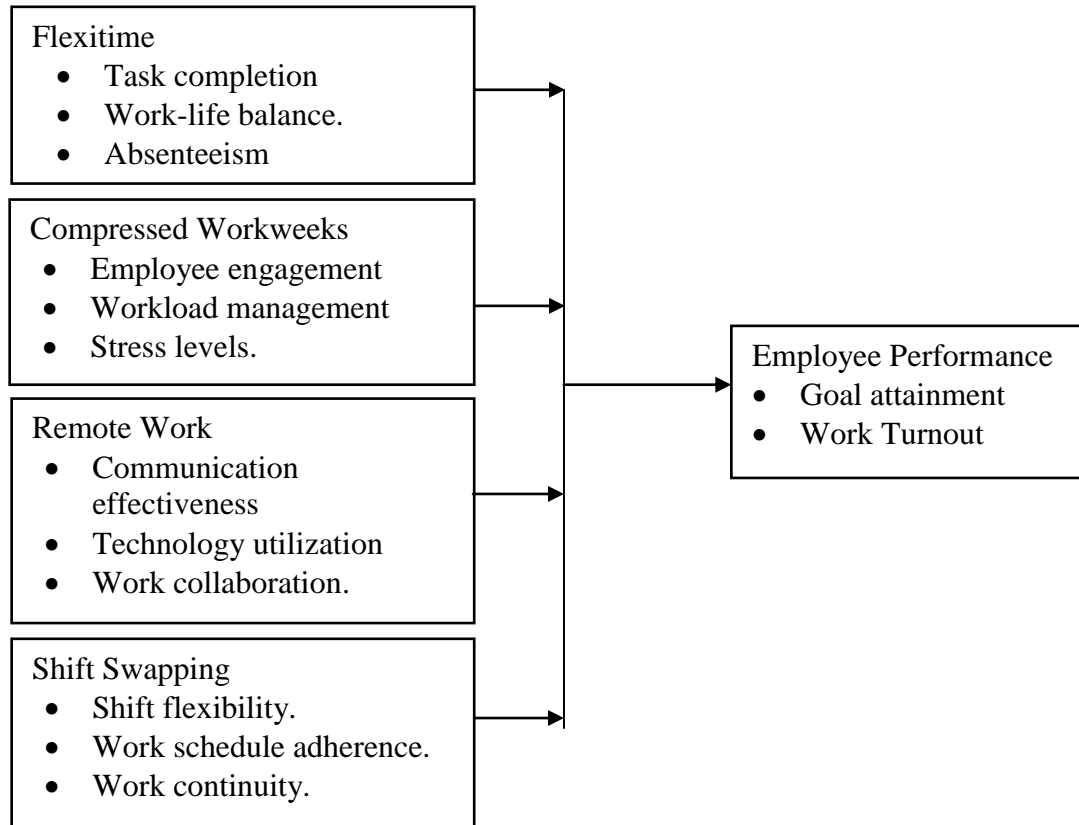 Flexitime
• Task completion
• Work-life balance.
• Absenteeism
Compressed Workweeks
• Employee engagement
• Workload management
• Stress levels.
Remote Work
• Communication
effectiveness
• Technology utilization
• Work collaboration.
Shift Swapping
• Shift flexibility.
• Work schedule adherence.
• Work continuity.
Employee Performance
• Goal attainment
• Work Turnout